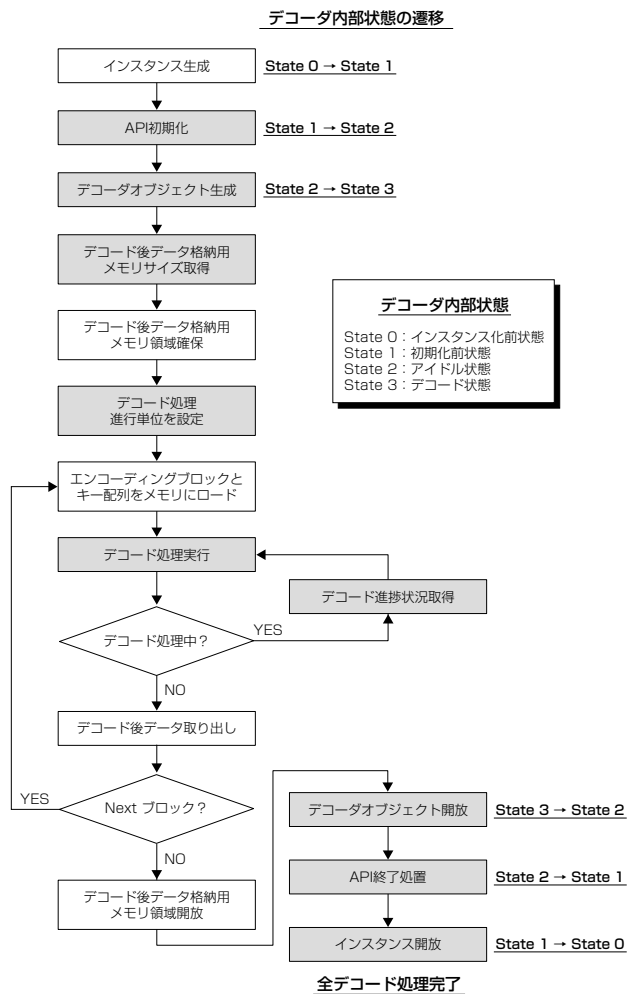 デコーダ内部状態の遷移
インスタンス生成
State 0 → State 1
API初期化
State 1 → State 2
デコーダオブジェクト生成
State 2 → State 3
デコード後データ格納用
メモリサイズ取得
デコード後データ格納用
メモリ領域確保
デコーダ内部状態
State 0：インスタンス化前状態
State 1：初期化前状態
State 2：アイドル状態
State 3：デコード状態
デコード処理
進行単位を設定
エンコーディングブロックと
キー配列をメモリにロード
デコード処理実行
デコード進捗状況取得
デコード処理中？
YES
NO
デコード後データ取り出し
YES
Next ブロック？
NO
デコード後データ格納用
メモリ領域開放
デコーダオブジェクト開放
State 3 → State 2
API終了処置
State 2 → State 1
インスタンス開放
State 1 → State 0
全デコード処理完了